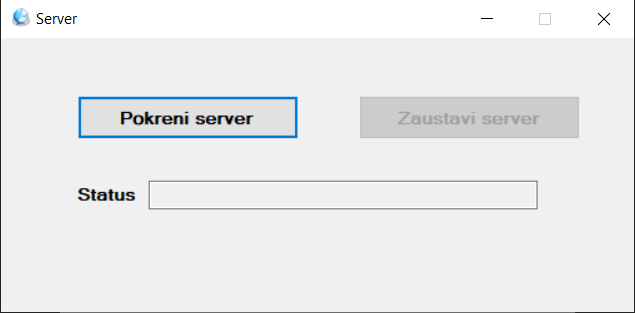 Server
Pokreni server
Zaustavi server
Status